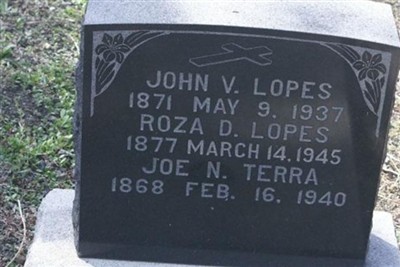 JOHN V. LOPES
1871 MAY 9. 1937
ROZA D. LOPES
1877 MARCH 14. 1945
JOE N. TERRA
1868 FEB. 16. 1940